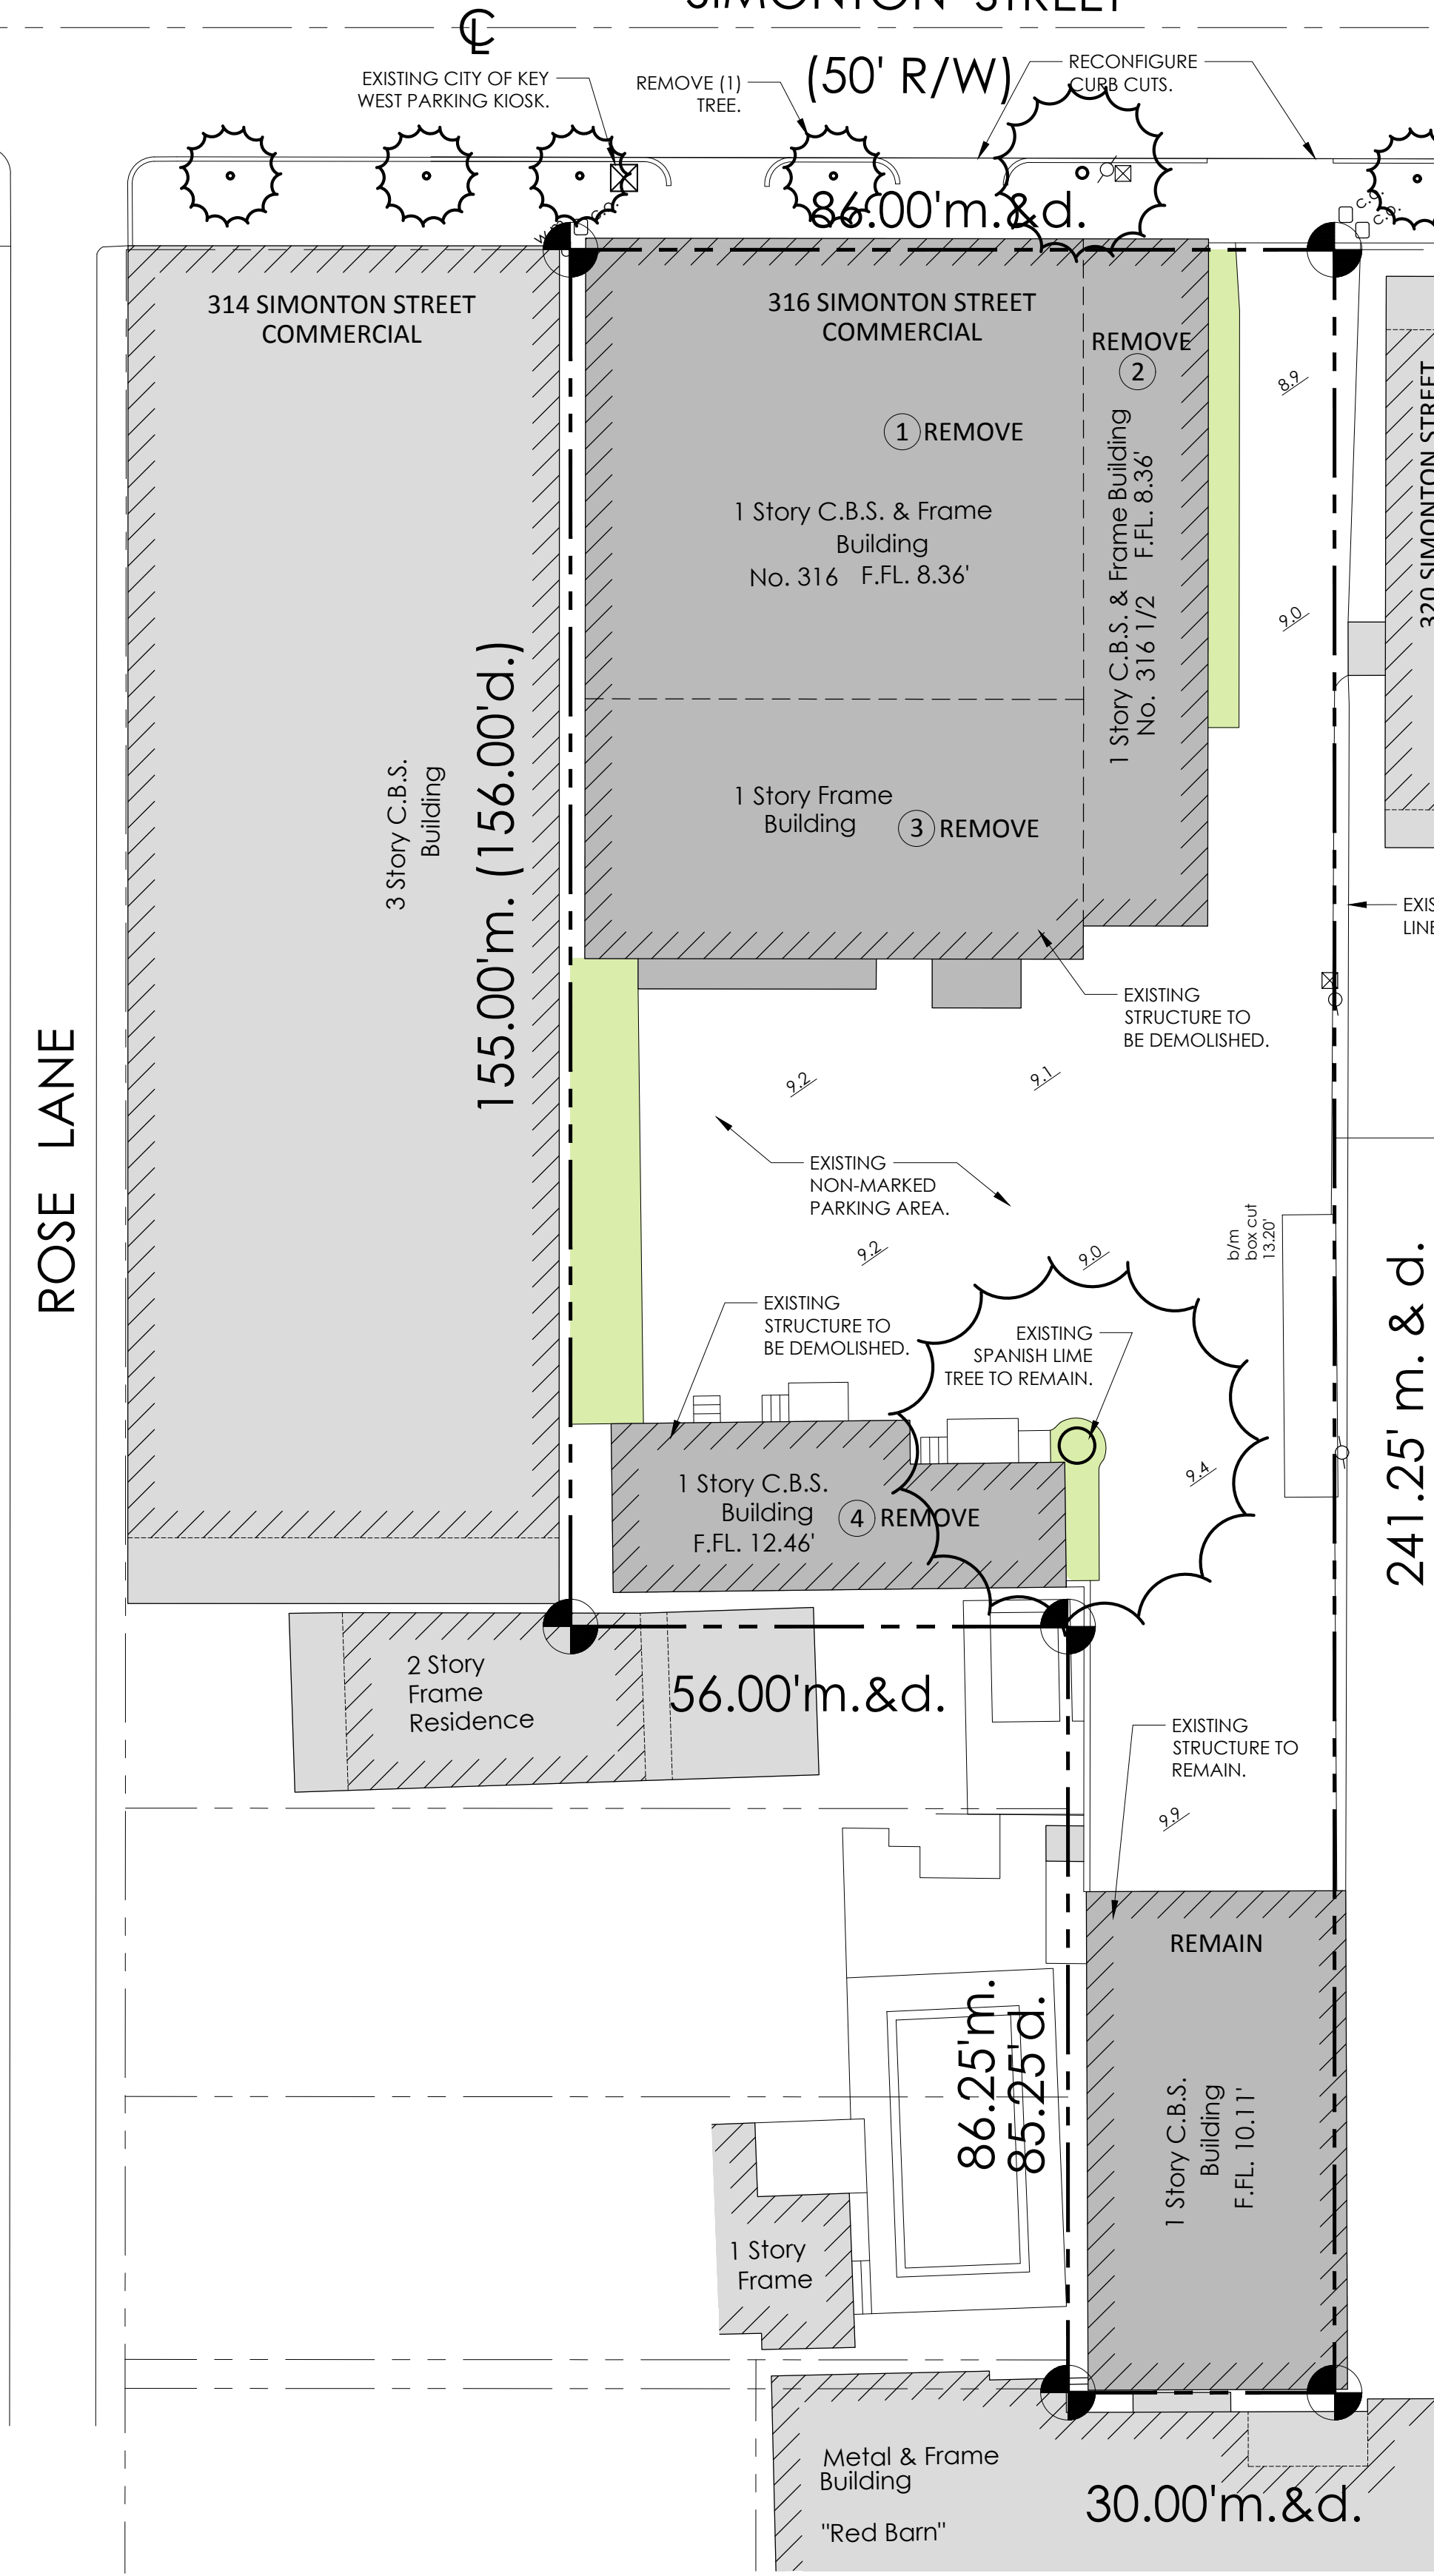 SIMONTON STREET
CL
(50' R/W)
EXISTING CITY OF KEY
WEST PARKING KIOSK.
REMOVE (1)
TREE.
RECONFIGURE
CURB CUTS.
86.00'm.&d.
c.o.
c.o.
314 SIMONTON STREET
COMMERCIAL
316 SIMONTON STREET
COMMERCIAL
REMOVE
2
1 REMOVE
8.9
1 Story C.B.S. & Frame
Building
No. 316 F.FL. 8.36'
1 Story C.B.S. & Frame Building
No. 316 1/2 F.FL. 8.36'
9.0
320 SIMONTON STREET
3 Story C.B.S.
Building
155.00'm. (156.00'd.)
1 Story Frame
Building
3 REMOVE
EXISTING
STRUCTURE TO
BE DEMOLISHED.
ROSE LANE
9.2
9.1
EXISTING
NON-MARKED
PARKING AREA.
9.2
9.0
b/m
box cut
13.20'
241.25' m. & d.
EXISTING
STRUCTURE TO
BE DEMOLISHED.
EXISTING
SPANISH LIME
TREE TO REMAIN.
9.4
1 Story C.B.S.
Building
F.FL. 12.46'
4 REMOVE
2 Story
Frame
Residence
56.00'm.&d.
EXISTING
STRUCTURE TO
REMAIN.
9.9
REMAIN
86.25'm.
85.25'd.
1 Story C.B.S.
Building
F.FL. 10.11'
1 Story
Frame
Metal & Frame
Building
"Red Barn"
30.00'm.&d.